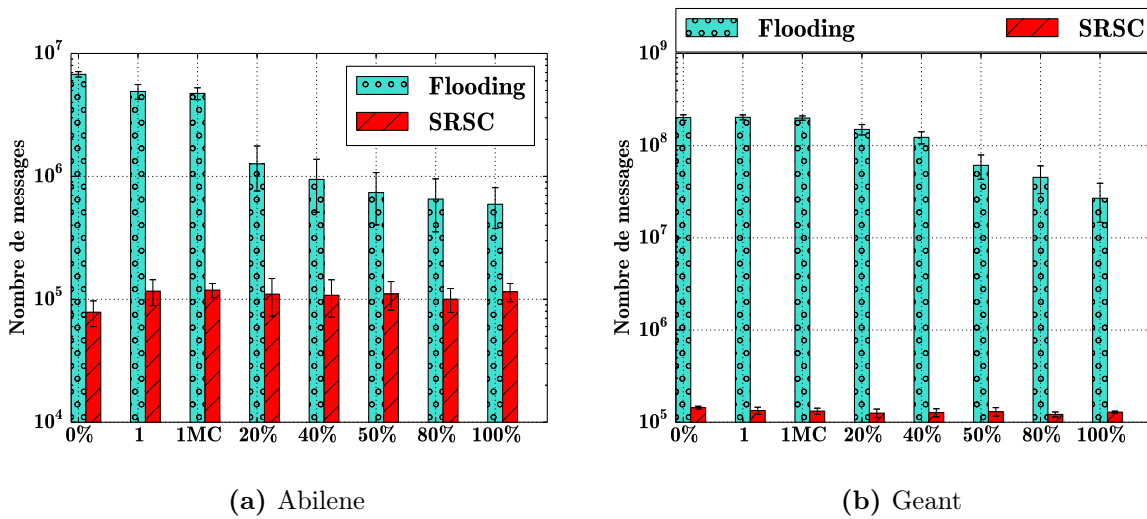 Flooding
SRSC
10^7
10^6
10^5
10^4
Nombre de messages
Flooding
SRSC
0% 1 1MC 20% 40% 50% 80% 100%
(a) Abilene
10^9
10^8
10^7
10^6
10^5
Nombre de messages
0% 1 1MC 20% 40% 50% 80% 100%
(b) Geant